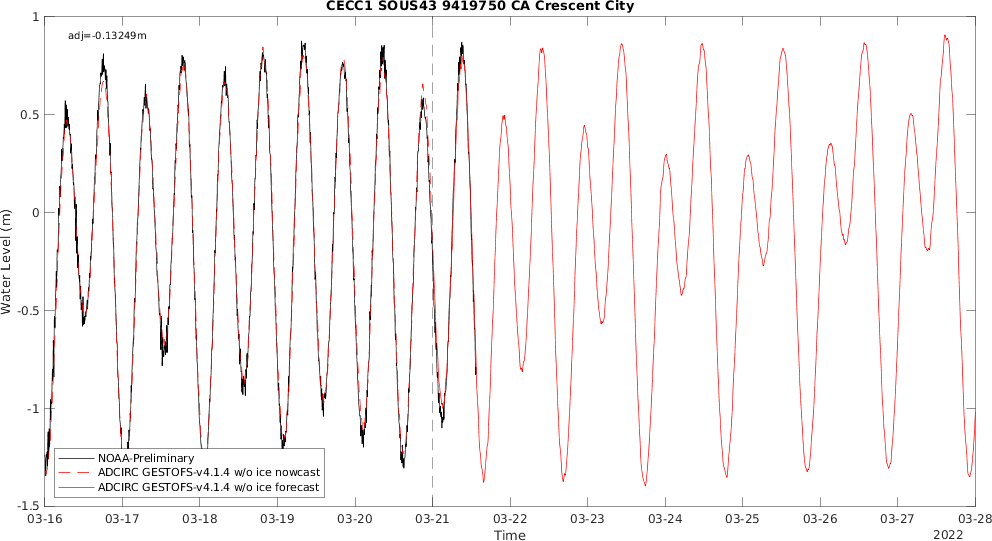 CECC1 SOUS43 9419750 CA Crescent City
adj=-0.13249m
1
0.5
0
-0.5
-1
-1.5
Water Level (m)
NOAA-Preliminary
ADCIRC GESTOFS-v4.1.4 w/o ice nowcast
ADCIRC GESTOFS-v4.1.4 w/o ice forecast
03-16 03-17 03-18 03-19 03-20 03-21 03-22 03-23 03-24 03-25 03-26 03-27 03-28
Time
2022